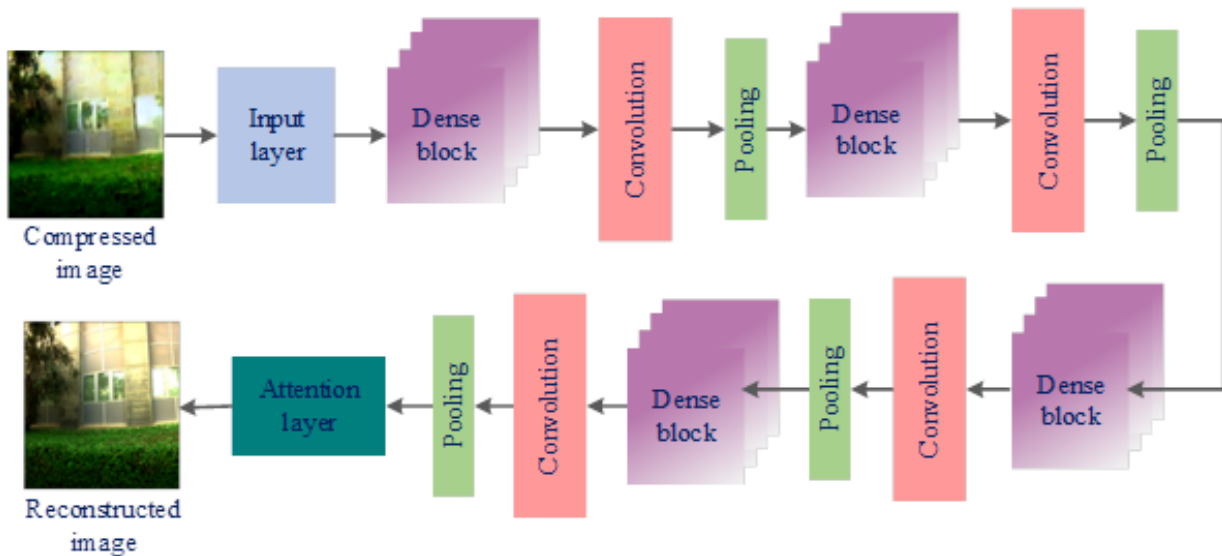 Compressed
image
Input
layer
Dense
block
Convolution
Pooling
Dense
block
Convolution
Pooling
Dense
block
Convolution
Pooling
Dense
block
Convolution
Pooling
Attention
layer
Reconstructed
image